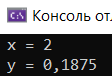 Консоль от.
x = 2
y = 0,1875